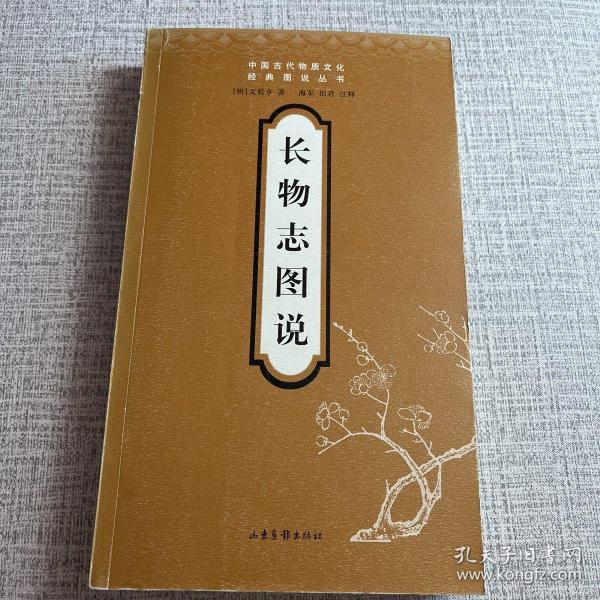 中国古代物质文化
经典图说丛书
[明]文震亨 著 海军 田君 注释
长物志图说
山东画报出版社
孔夫子旧书网
www.kongfz.com